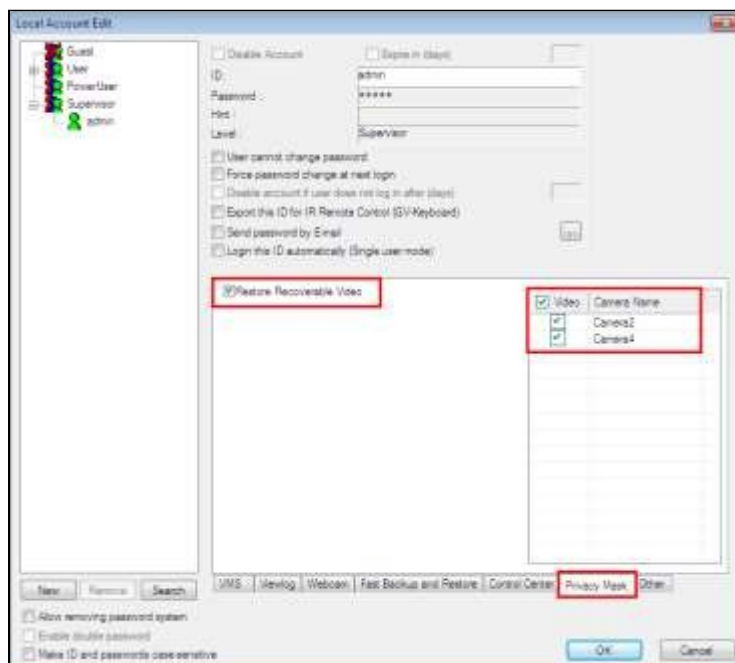 Local Account Edit
Guest
User
PowerUser
Supervisor
admin
Disable Account
Expire in (days)
ID:
admin
Password :
*****
Hint :
Level :
Supervisor
User cannot change password
Force password change at next login
Disable account if user does not log in after (days)
Export this ID for IR Remote Control (GV-Keyboard)
Send password by E-mail
Login this ID automatically (Single user mode)
Restore Recoverable Video
Video Camera Name
Camera2
Camera4
VMS Viewlog Webcam Fast Backup and Restore Control Center Privacy Mask Other
New Remove Search
Allow removing password system
Enable double password
Make ID and passwords case-sensitive
OK Cancel